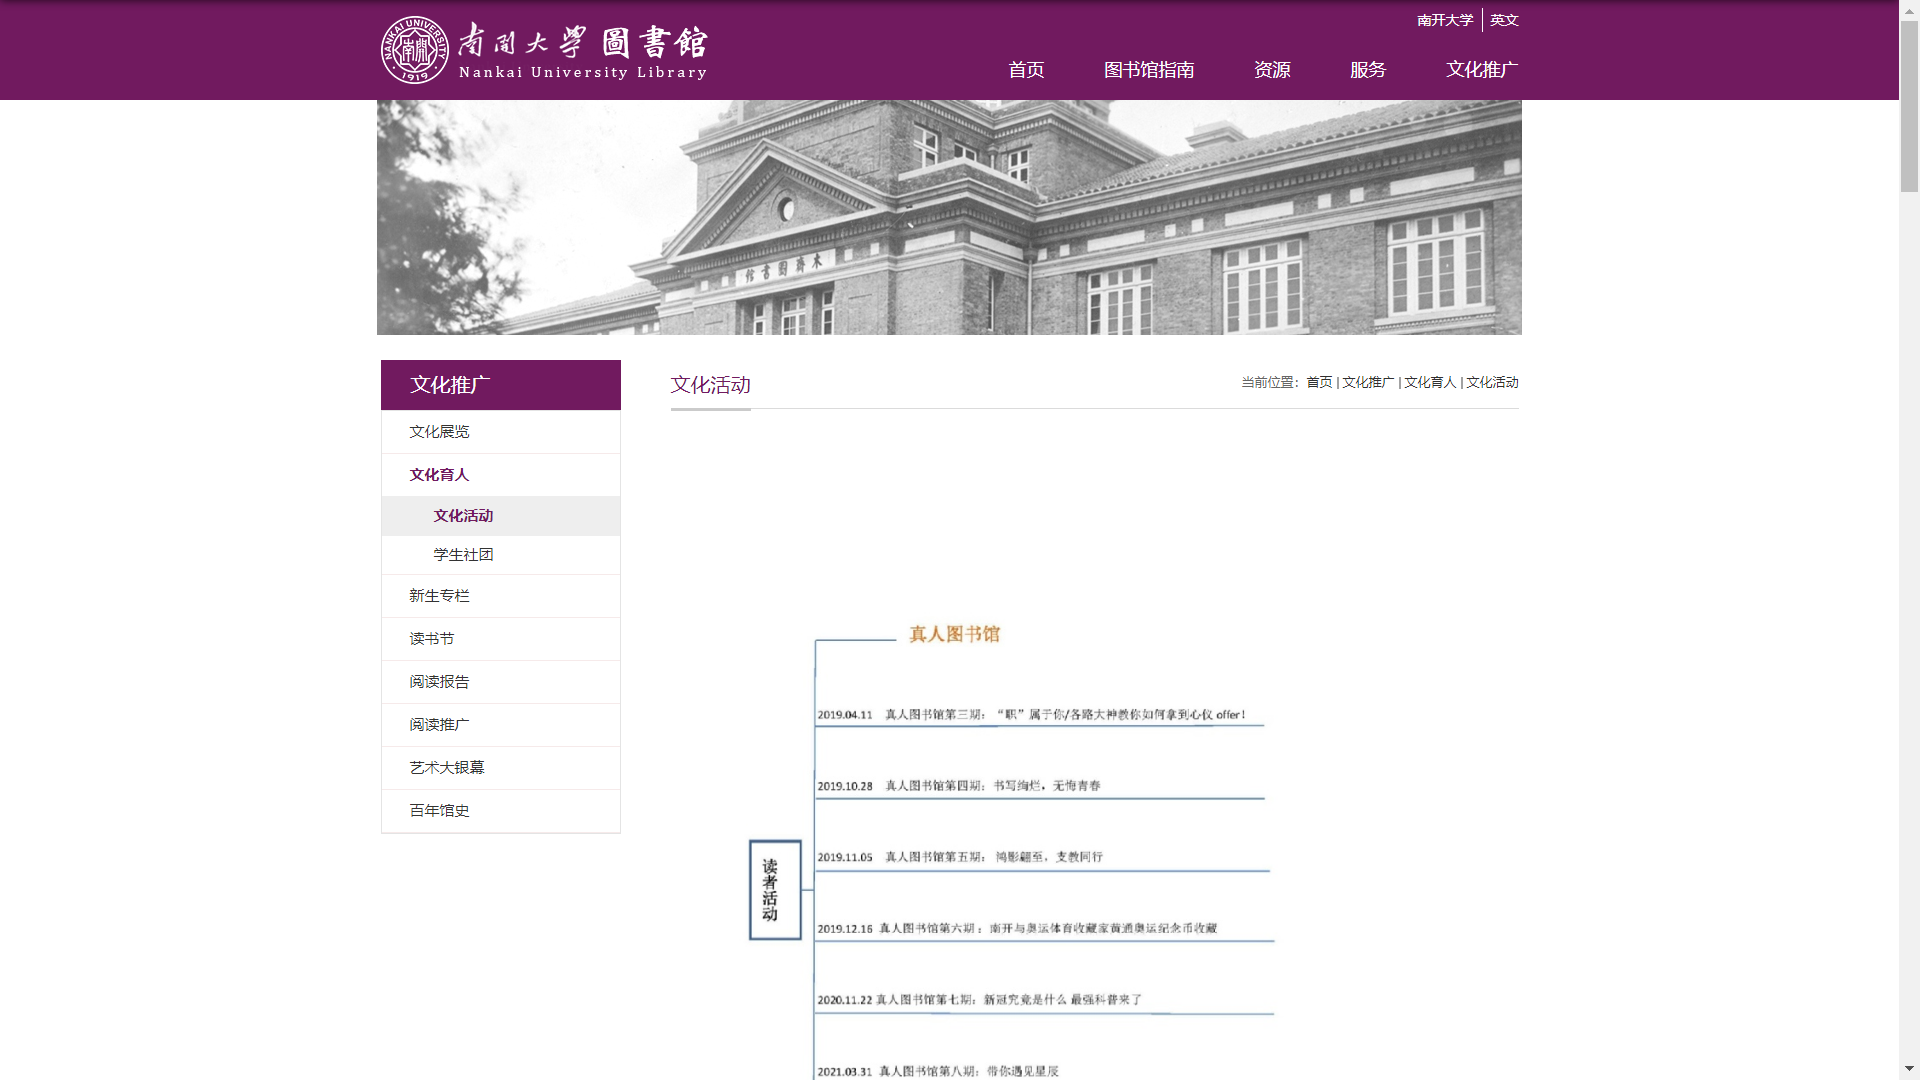 南开大学 英文
NANKAI UNIVERSITY 1919
南開大學 圖書館
Nankai University Library
首页 图书馆指南 资源 服务 文化推广
木齋圖書館
文化推广
文化展览
文化育人
文化活动
学生社团
新生专栏
读书节
阅读报告
阅读推广
艺术大银幕
百年馆史
文化活动
当前位置: 首页 | 文化推广 | 文化育人 | 文化活动
真人图书馆
2019.04.11 真人图书馆第三期：“职”属于你/各路大神教你如何拿到心仪 offer!
2019.10.28 真人图书馆第四期：书写绚烂，无悔青春
2019.11.05 真人图书馆第五期： 鸿影翩至，支教同行
读者活动
2019.12.16 真人图书馆第六期 ：南开与奥运体育收藏家黄通奥运纪念币收藏
2020.11.22 真人图书馆第七期：新冠究竟是什么 最强科普来了
2021.03.31 真人图书馆第八期：带你遇见星辰